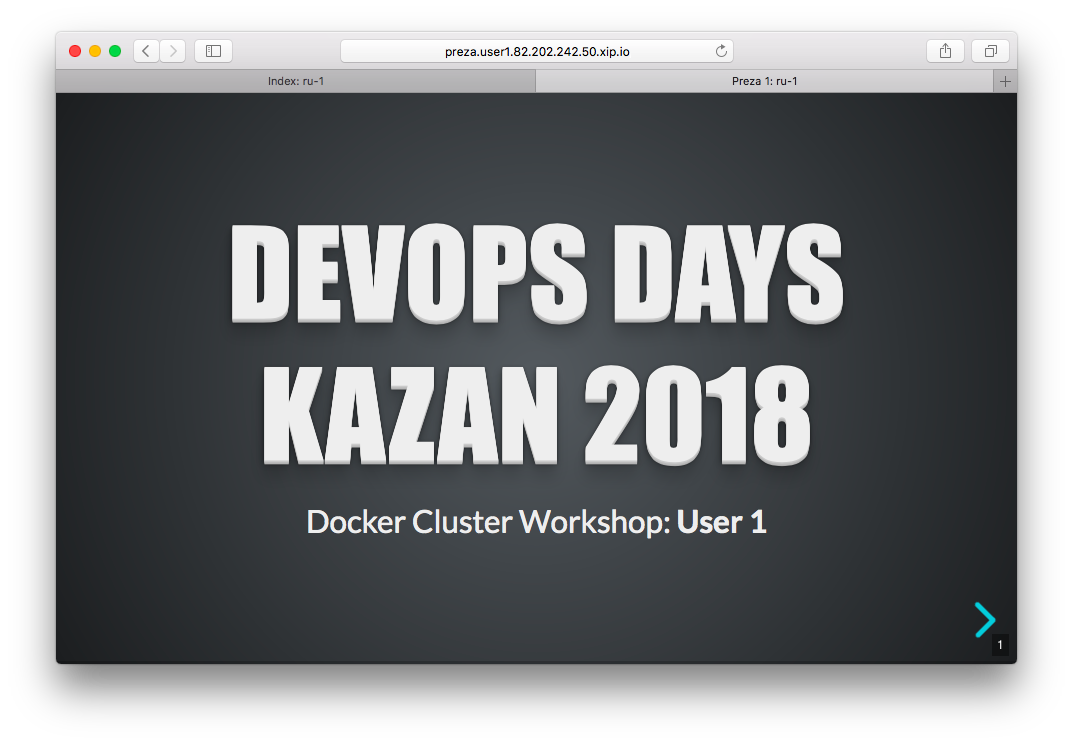 preza.user1.82.202.242.50.xip.io
Index: ru-1
Preza 1: ru-1
DEVOPS DAYS
KAZAN 2018
Docker Cluster Workshop: User 1
1